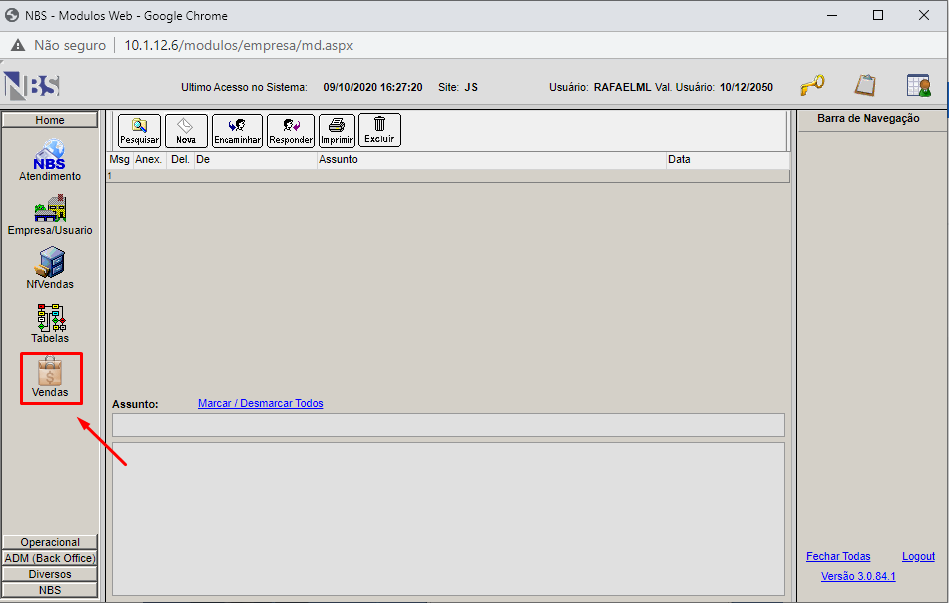 NBS - Modulos Web - Google Chrome
Não seguro | 10.1.12.6/modulos/empresa/md.aspx
NBS
Ultimo Acesso no Sistema: 09/10/2020 16:27:20 Site: JS Usuário: RAFAELML Val. Usuário: 10/12/2050
Home
NBS
Atendimento
Empresa/Usuario
NfVendas
Tabelas
Vendas
Operacional
ADM (Back Office)
Diversos
NBS
Pesquisar Nova Encaminhar Responder Imprimir Excluir
Msg Anex. Del. De Assunto Data
1
Assunto: Marcar / Desmarcar Todos
Barra de Navegação
Fechar Todas Logout
Versão 3.0.84.1